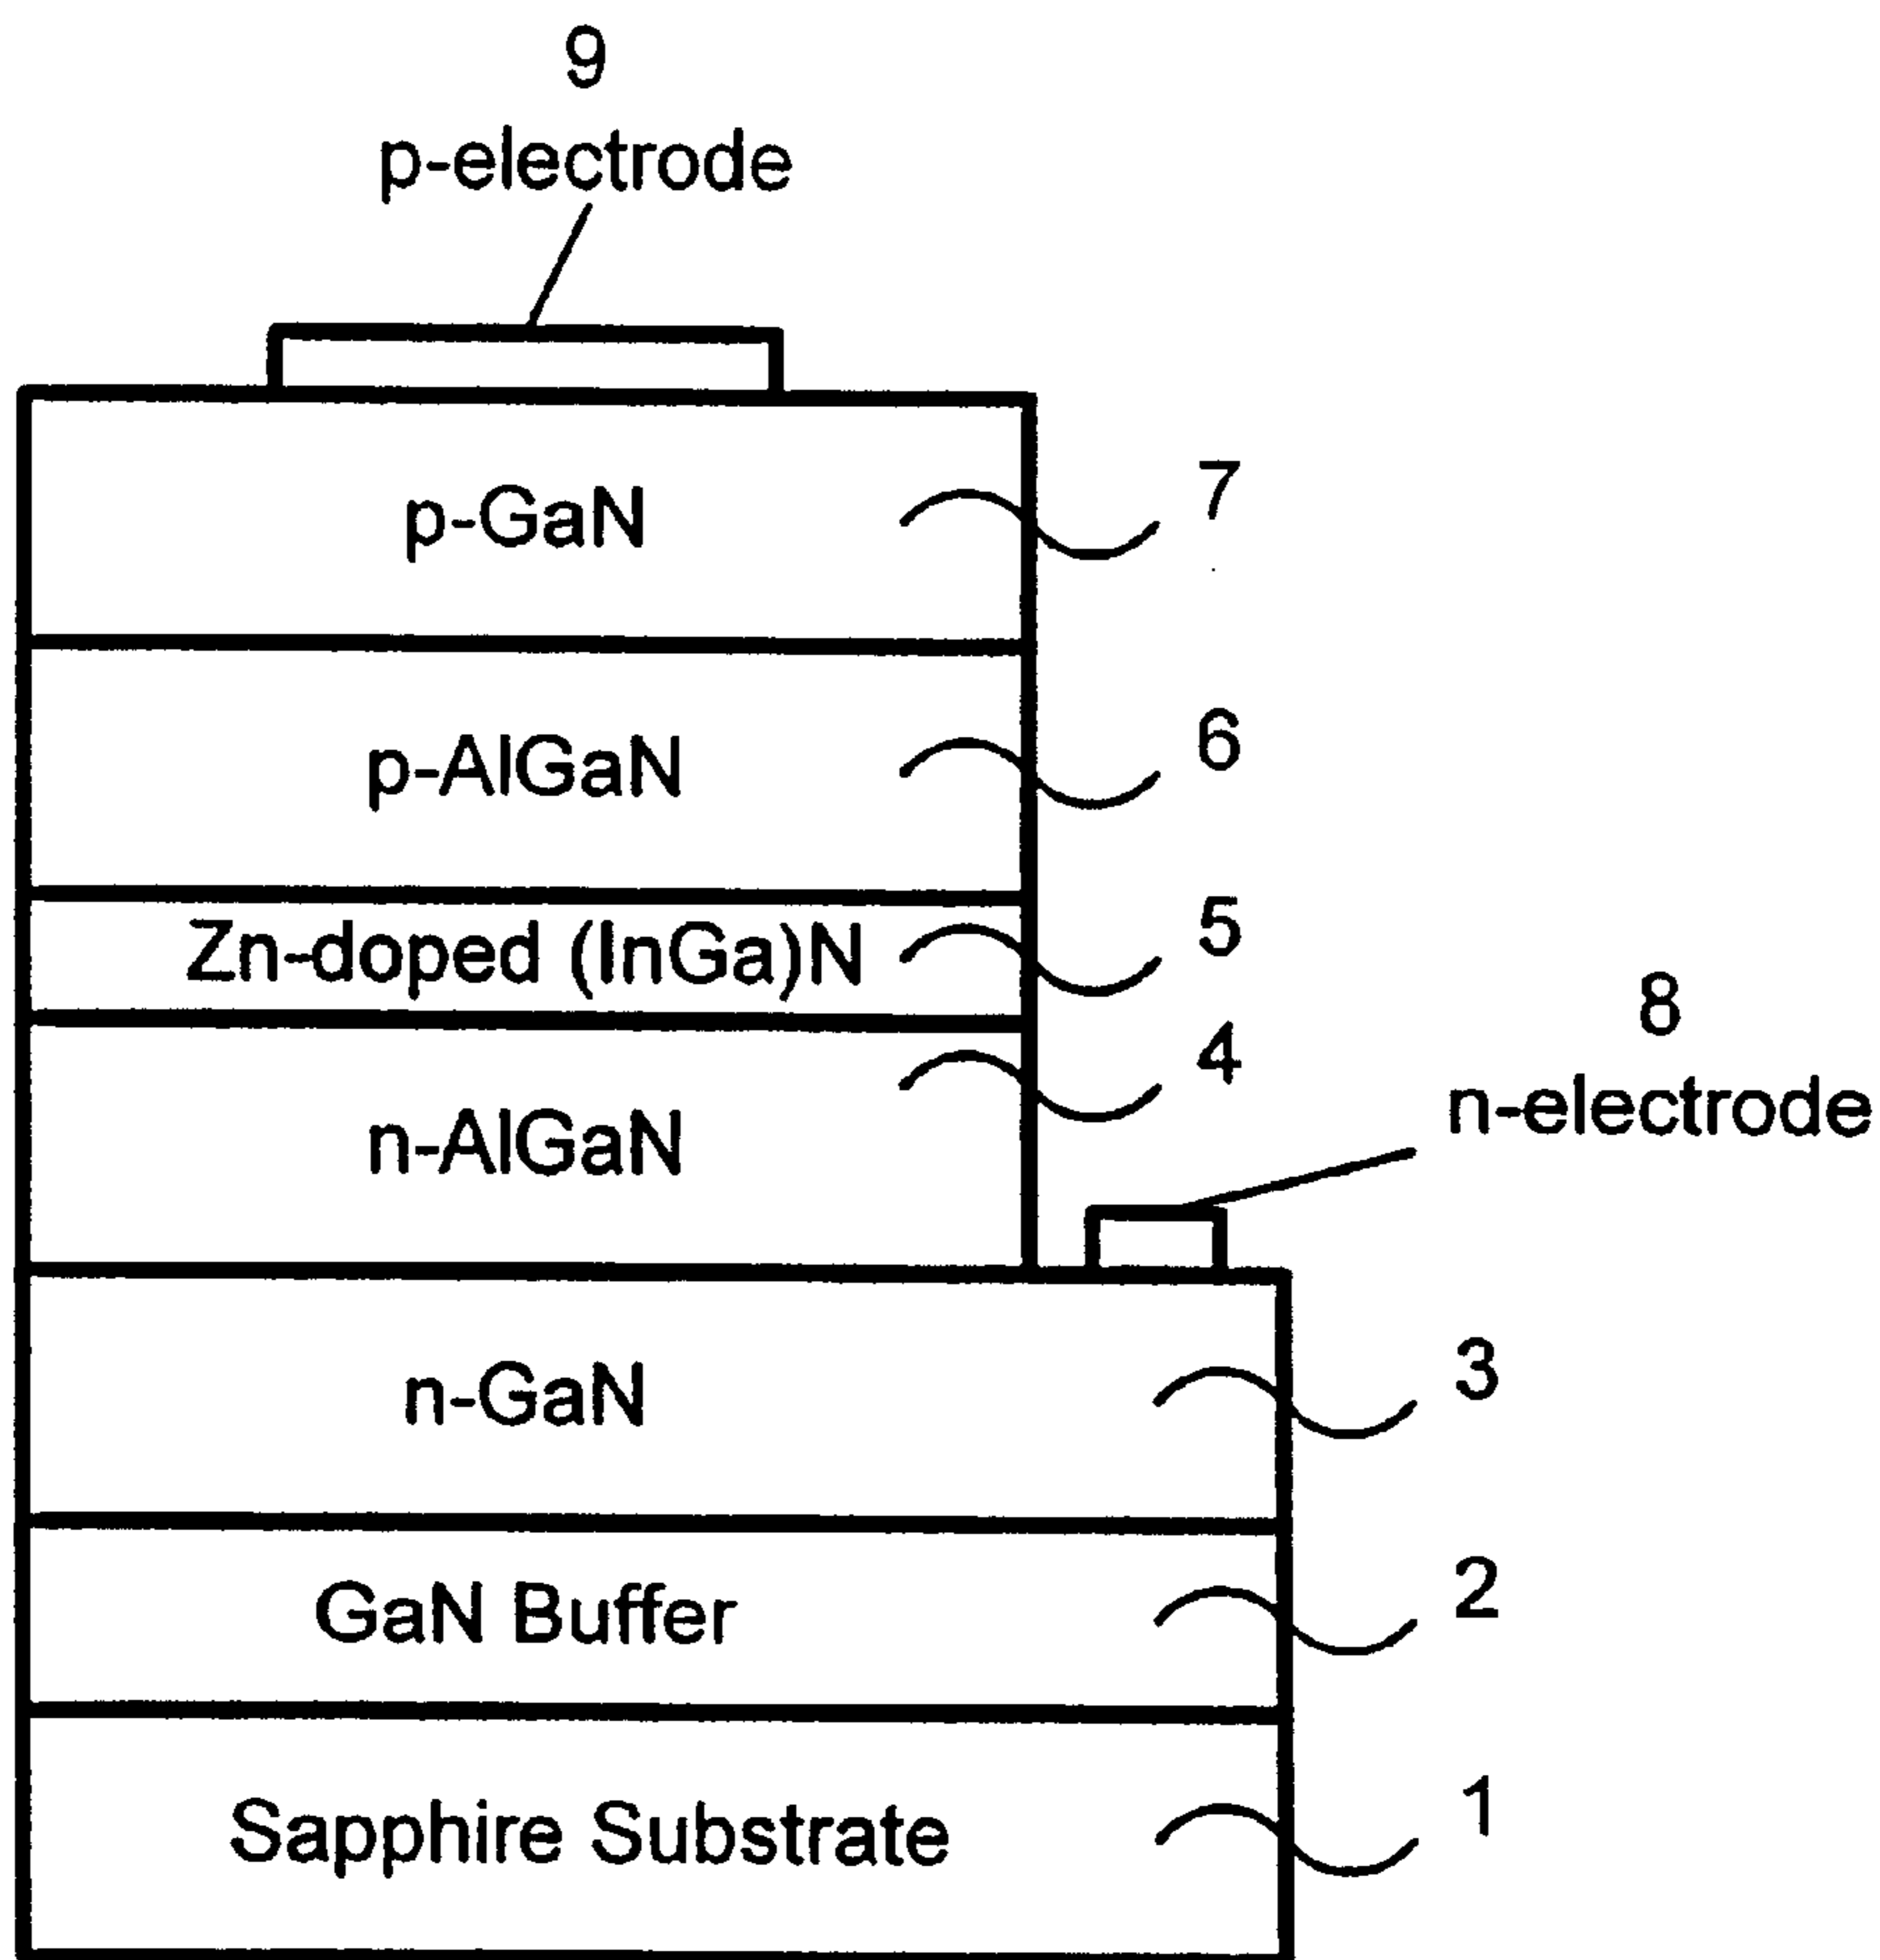 9
p-electrode
p-GaN
7
p-AlGaN
6
Zn-doped (InGa)N
5
n-AlGaN
4
8
n-electrode
n-GaN
3
GaN Buffer
2
Sapphire Substrate
1